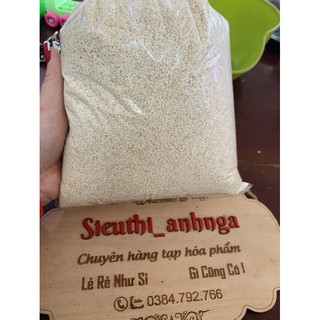 Sieuthi_anhnga
Chuyên hàng tạp hóa phẩm
Lẻ Rẻ Như Sỉ Gì Cũng Có !
0384.792.766